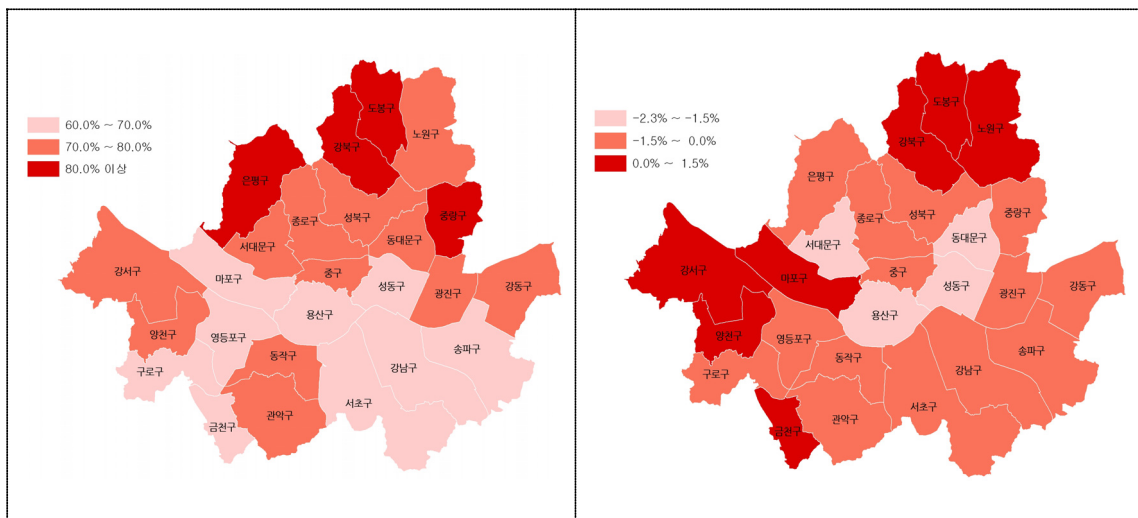 60.0% ~ 70.0%
70.0% ~ 80.0%
80.0% 이상
도봉구
노원구
강북구
은평구
중랑구
종로구
성북구
동대문구
서대문구
강서구
마포구
중구
성동구
광진구
강동구
용산구
양천구
영등포구
송파구
동작구
강남구
구로구
서초구
관악구
금천구
-2.3% ~ -1.5%
-1.5% ~ 0.0%
0.0% ~ 1.5%
도봉구
노원구
강북구
은평구
중랑구
종로구
성북구
동대문구
서대문구
강서구
마포구
중구
성동구
광진구
강동구
용산구
양천구
영등포구
송파구
동작구
강남구
구로구
서초구
관악구
금천구